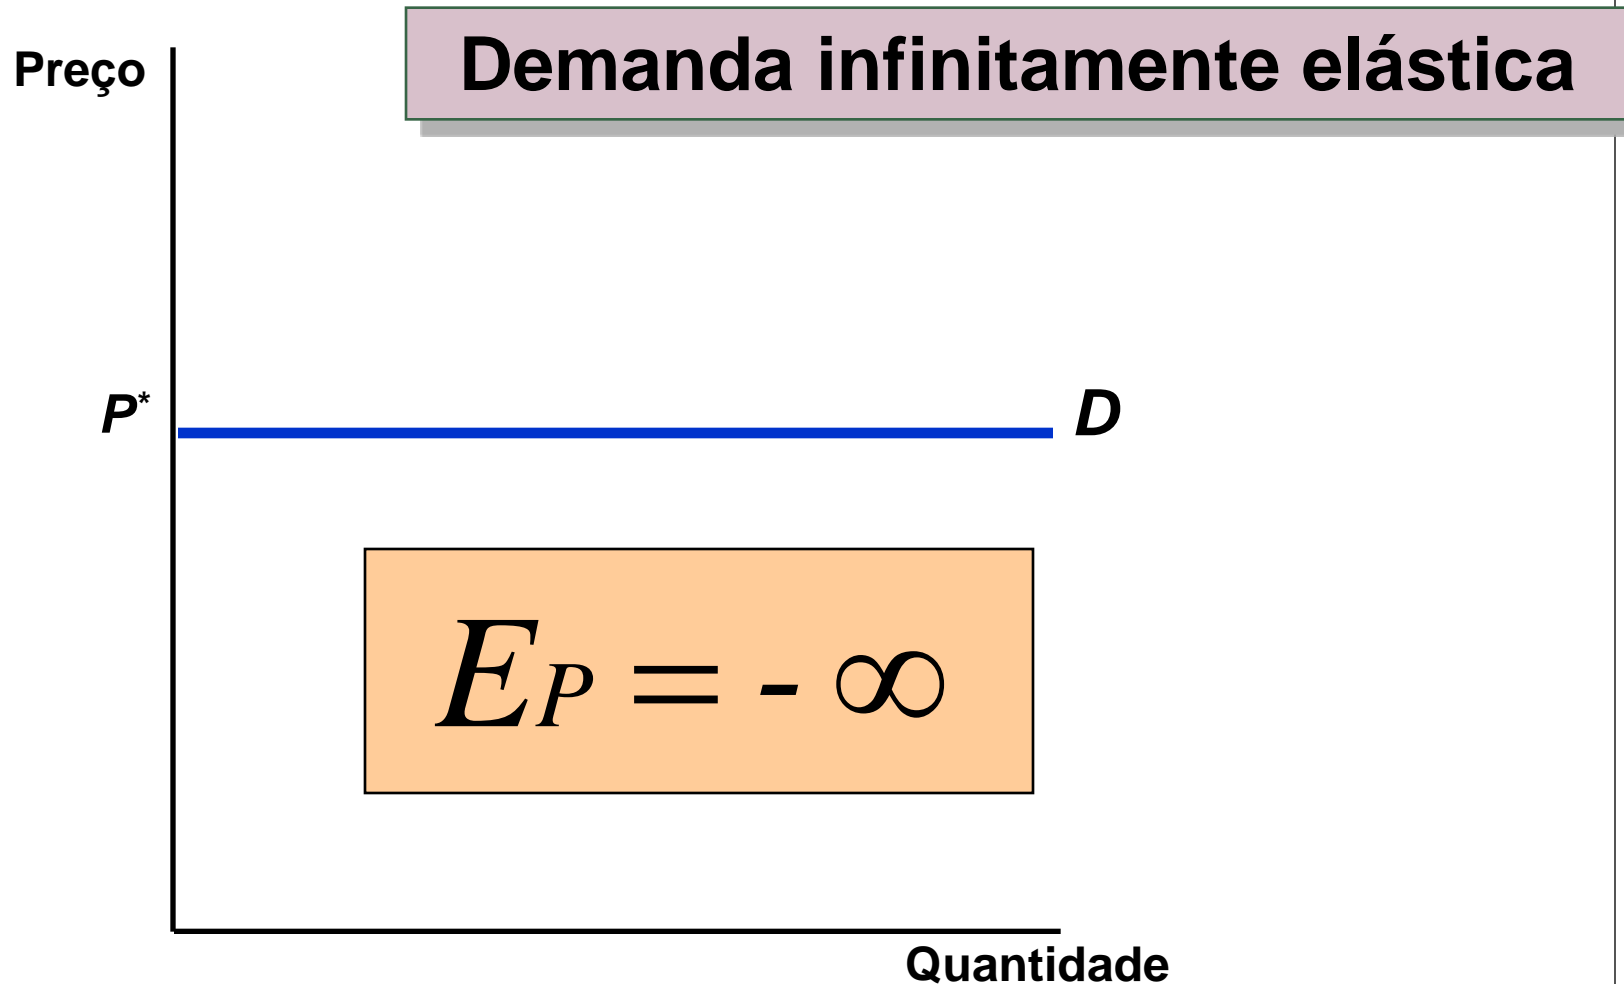 Demanda infinitamente elástica
Preço
P*
D
EP = - ∞
Quantidade